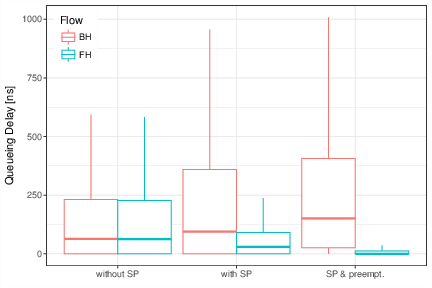 Flow
BH
FH
Queueing Delay [ns]
1000
750
500
250
0
without SP
with SP
SP & preempt.